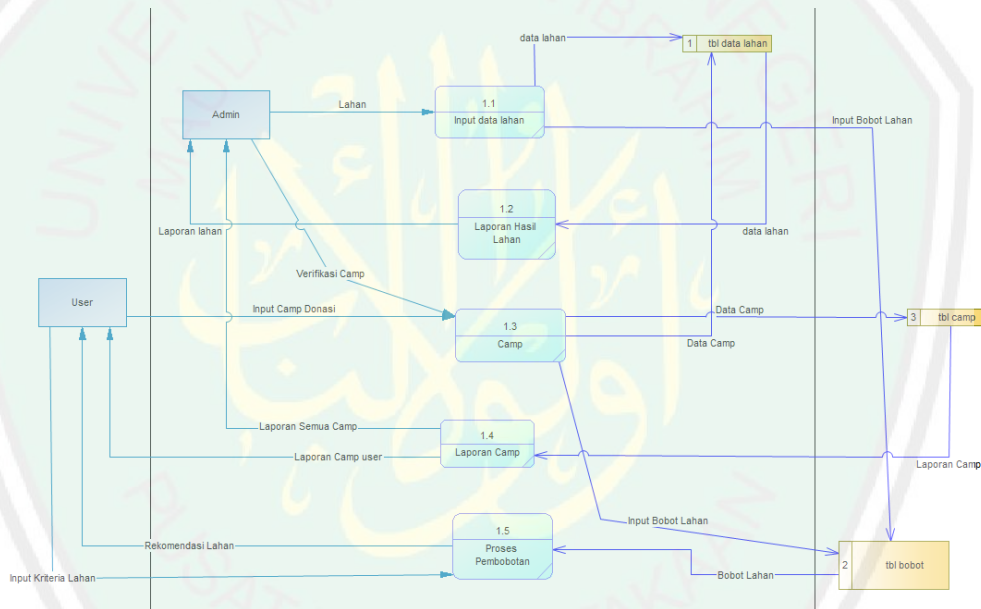 data lahan
1 tbl data lahan
Admin
Lahan
1.1
Input data lahan
Input Bobot Lahan
1.2
Laporan Hasil
Lahan
Laporan lahan
data lahan
Verifikasi Camp
User
Input Camp Donasi
1.3
Camp
Data Camp
3 tbl camp
Data Camp
Laporan Semua Camp
1.4
Laporan Camp
Laporan Camp user
Laporan Camp
Input Bobot Lahan
1.5
Proses
Pembobotan
Rekomendasi Lahan
2 tbl bobot
Bobot Lahan
Input Kriteria Lahan